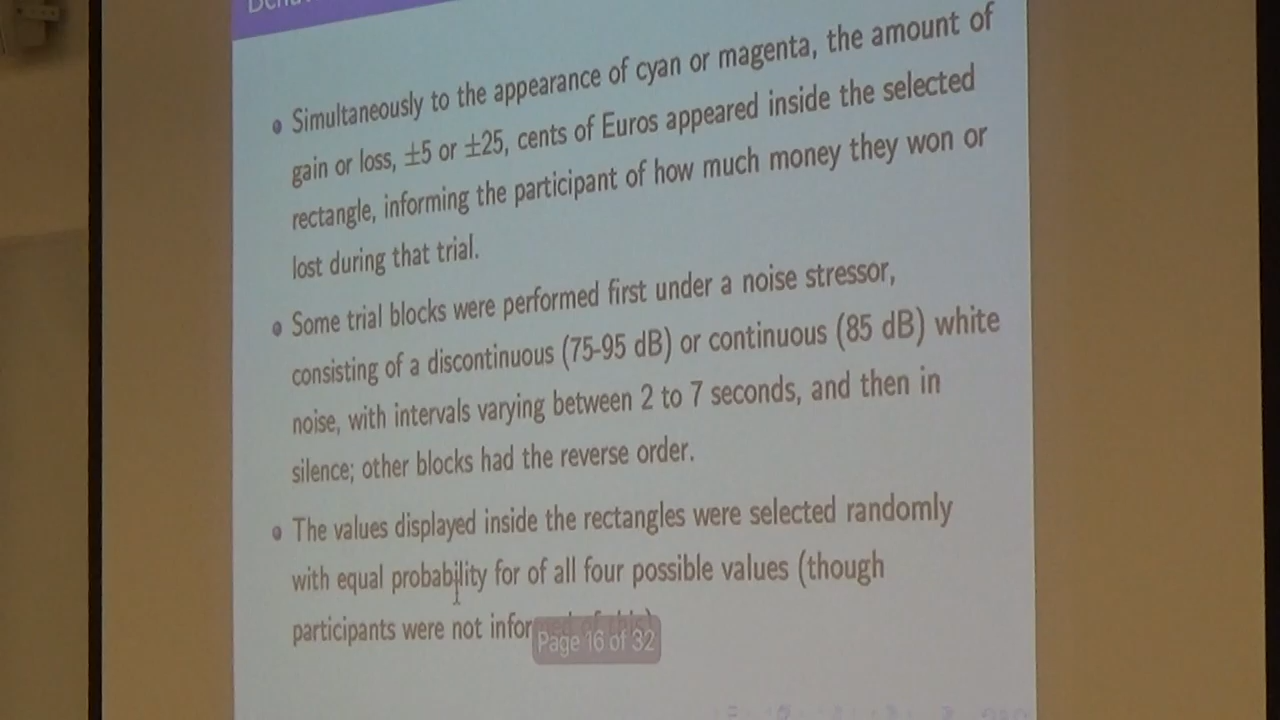 Simultaneously to the appearance of cyan or magenta, the amount of
gain or loss, ±5 or ±25, cents of Euros appeared inside the selected
rectangle, informing the participant of how much money they won or
lost during that trial.
Some trial blocks were performed first under a noise stressor,
consisting of a discontinuous (75-95 dB) or continuous (85 dB) white
noise, with intervals varying between 2 to 7 seconds, and then in
silence; other blocks had the reverse order.
The values displayed inside the rectangles were selected randomly
with equal probability for of all four possible values (though
participants were not informed of this)
Page 16 of 32